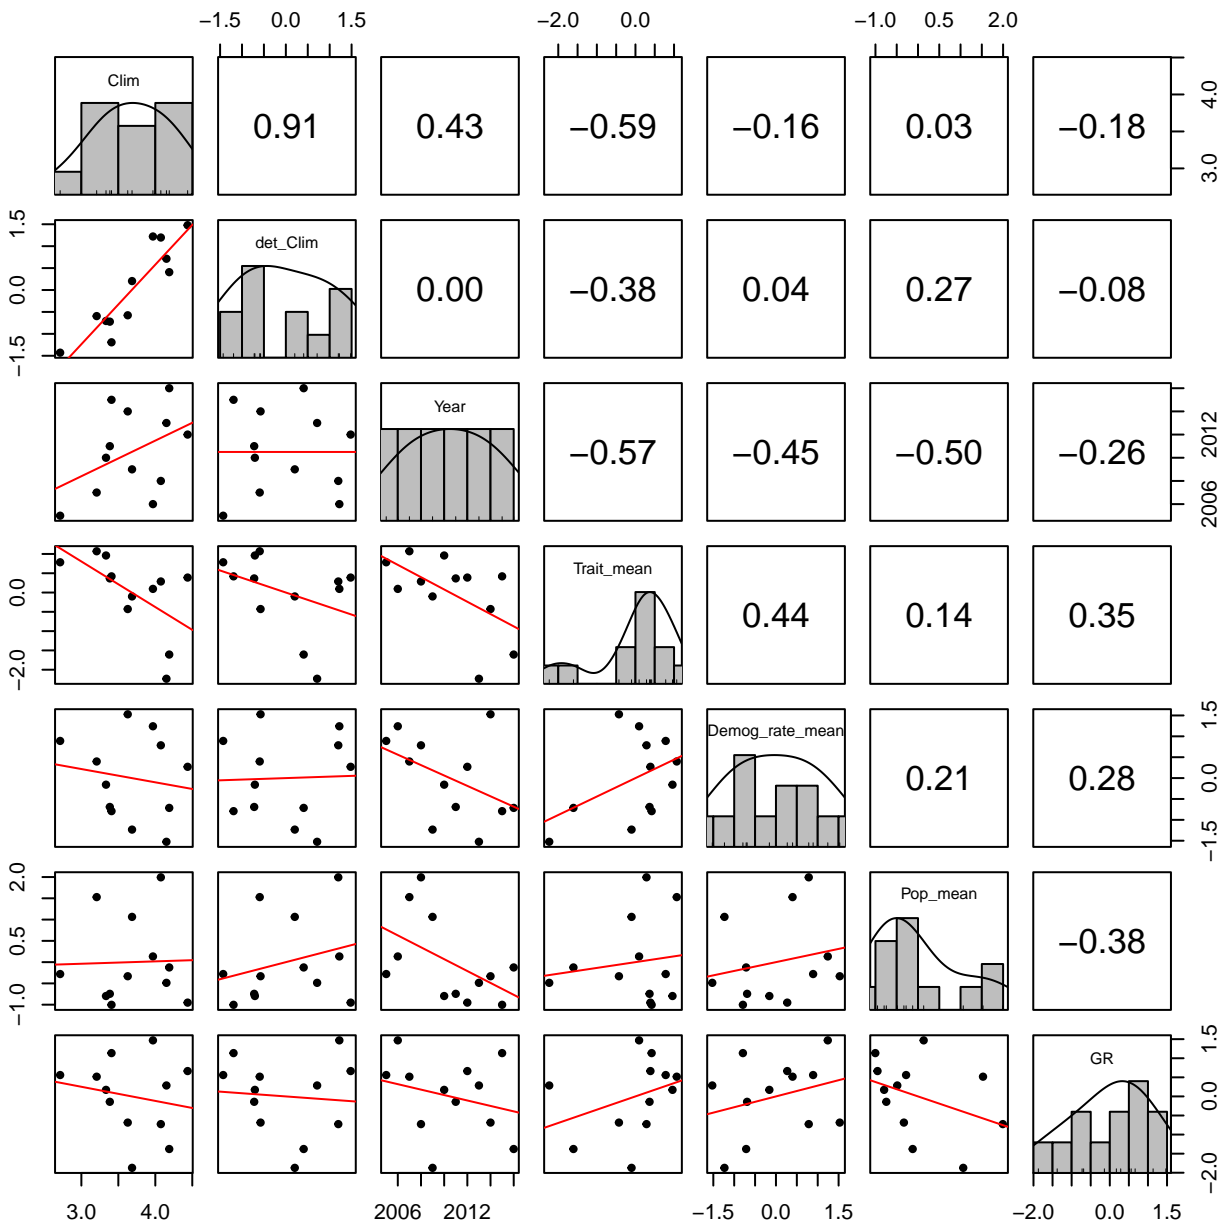 −1.5 0.0 1.5 −2.0 0.0 −1.0 0.5 2.0
Clim 0.91 0.43 −0.59 −0.16 0.03 −0.18 3.0 4.0
−1.5 0.0 1.5 det_Clim 0.00 −0.38 0.04 0.27 −0.08
Year −0.57 −0.45 −0.50 −0.26 2006 2012
−2.0 0.0 Trait_mean 0.44 0.14 0.35
Demog_rate_mean 0.21 0.28 −1.5 0.0 1.5
−1.0 0.5 2.0 Pop_mean −0.38
GR −2.0 0.0 1.5
3.0 4.0 2006 2012 −1.5 0.0 1.5 −2.0 0.0 1.5